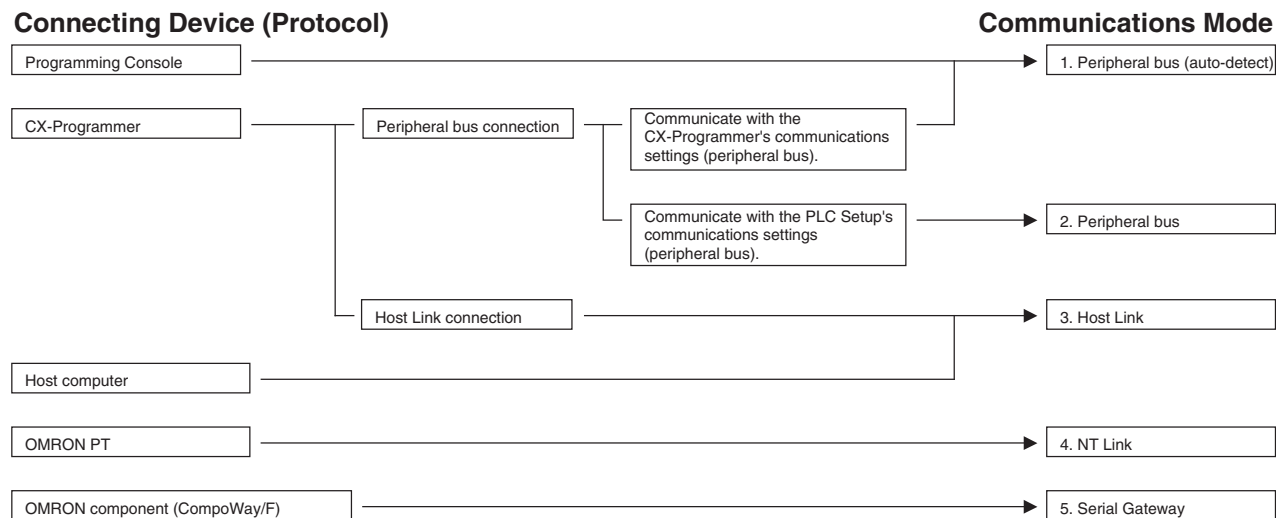 Connecting Device (Protocol)
Communications Mode
Programming Console
1. Peripheral bus (auto-detect)
CX-Programmer
Peripheral bus connection
Communicate with the
CX-Programmer's communications
settings (peripheral bus).
Communicate with the PLC Setup's
communications settings
(peripheral bus).
2. Peripheral bus
Host Link connection
3. Host Link
Host computer
OMRON PT
4. NT Link
OMRON component (CompoWay/F)
5. Serial Gateway